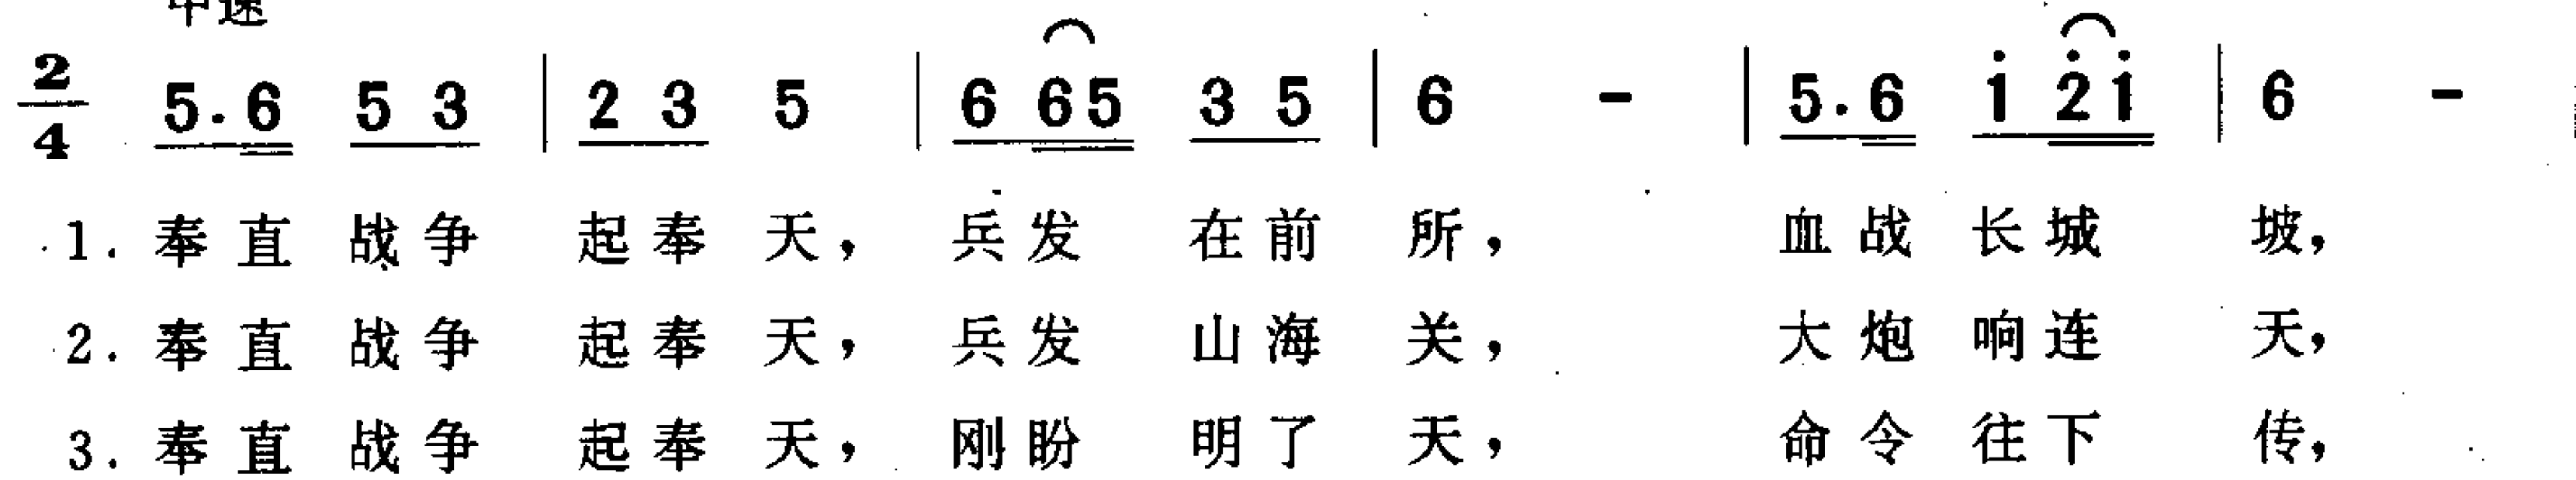 中速
2/4 5.6 5 3 | 2 3 5 | 6 65 3 5 | 6 - | 5.6 i 2̇i | 6 -
1. 奉直战争 起奉天, 兵发 在前所, 血战长城 坡,
2. 奉直战争 起奉天, 兵发 山海关, 大炮响连 天,
3. 奉直战争 起奉天, 刚盼 明了天, 命令往下 传,